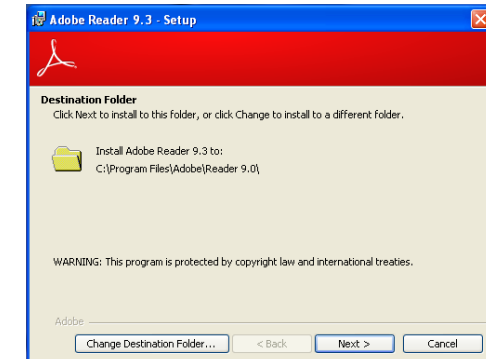 Adobe Reader 9.3 - Setup
Destination Folder
Click Next to install to this folder, or click Change to install to a different folder.
Install Adobe Reader 9.3 to:
C:\Program Files\Adobe\Reader 9.0\
WARNING: This program is protected by copyright law and international treaties.
Adobe
Change Destination Folder... < Back Next > Cancel